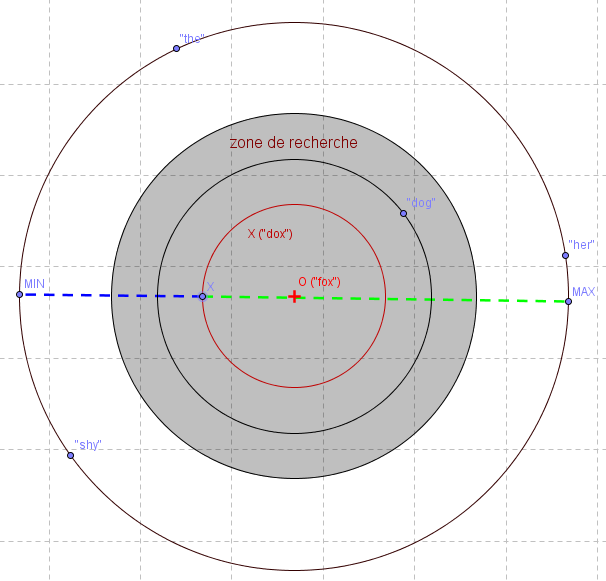 "the"
zone de recherche
"dog"
X ("dox")
"her"
O ("fox")
MIN
X
MAX
"shy"